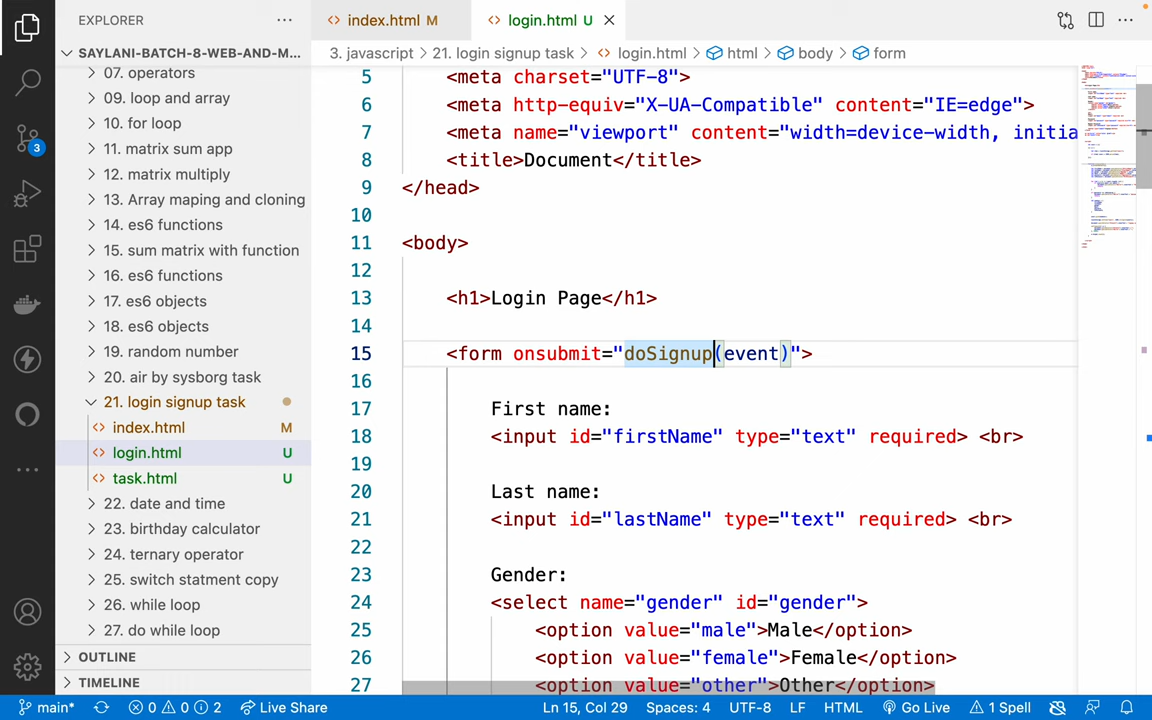 EXPLORER
index.html M
login.html U
SAYLANI-BATCH-8-WEB-AND-M...
3. javascript > 21. login signup task > login.html > html > body > form
07. operators
09. loop and array
10. for loop
11. matrix sum app
12. matrix multiply
13. Array maping and cloning
14. es6 functions
15. sum matrix with function
16. es6 functions
17. es6 objects
18. es6 objects
19. random number
20. air by sysborg task
21. login signup task
index.html M
login.html U
task.html U
22. date and time
23. birthday calculator
24. ternary operator
25. switch statment copy
26. while loop
27. do while loop
OUTLINE
TIMELINE
3
5 <meta charset="UTF-8">
6 <meta http-equiv="X-UA-Compatible" content="IE=edge">
7 <meta name="viewport" content="width=device-width, initia
8 <title>Document</title>
9 </head>
10
11 <body>
12
13 <h1>Login Page</h1>
14
15 <form onsubmit="doSignup(event)">
16
17 First name:
18 <input id="firstName" type="text" required> <br>
19
20 Last name:
21 <input id="lastName" type="text" required> <br>
22
23 Gender:
24 <select name="gender" id="gender">
25 <option value="male">Male</option>
26 <option value="female">Female</option>
27 <option value="other">Other</option>
main* 0 0 2 Live Share Ln 15, Col 29 Spaces: 4 UTF-8 LF HTML Go Live 1 Spell